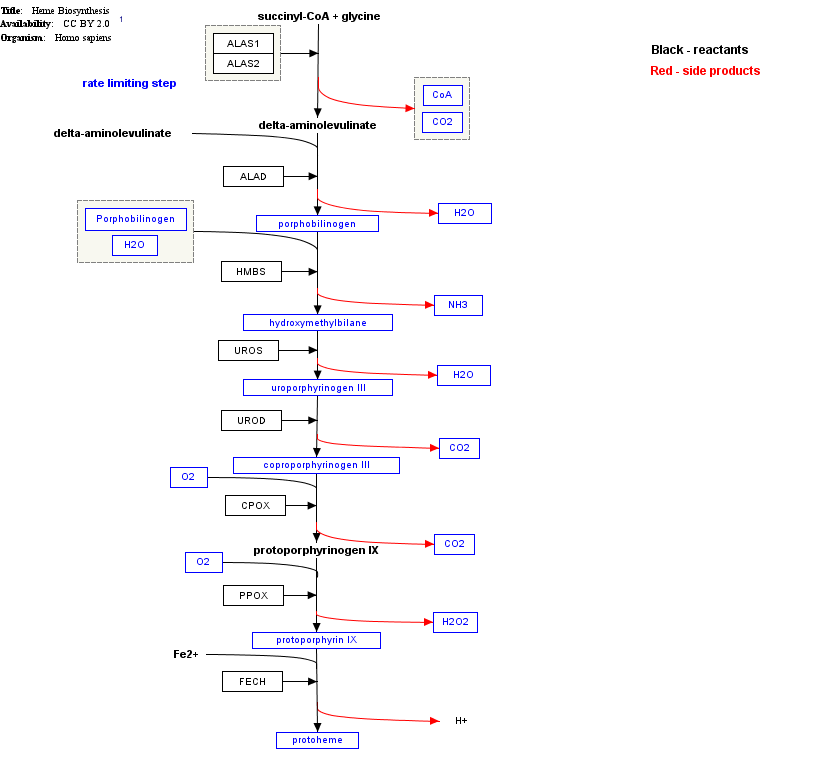 Title: Heme Biosynthesis
Availability: CC BY 2.0 1
Organism: Homo sapiens
succinyl-CoA + glycine
ALAS1
ALAS2
Black - reactants
Red - side products
rate limiting step
CoA
CO2
delta-aminolevulinate
delta-aminolevulinate
ALAD
Porphobilinogen
H2O
H2O
porphobilinogen
HMBS
NH3
hydroxymethylbilane
UROS
H2O
uroporphyrinogen III
UROD
CO2
coproporphyrinogen III
O2
CPOX
CO2
protoporphyrinogen IX
O2
PPOX
H2O2
protoporphyrin IX
Fe2+
FECH
H+
protoheme